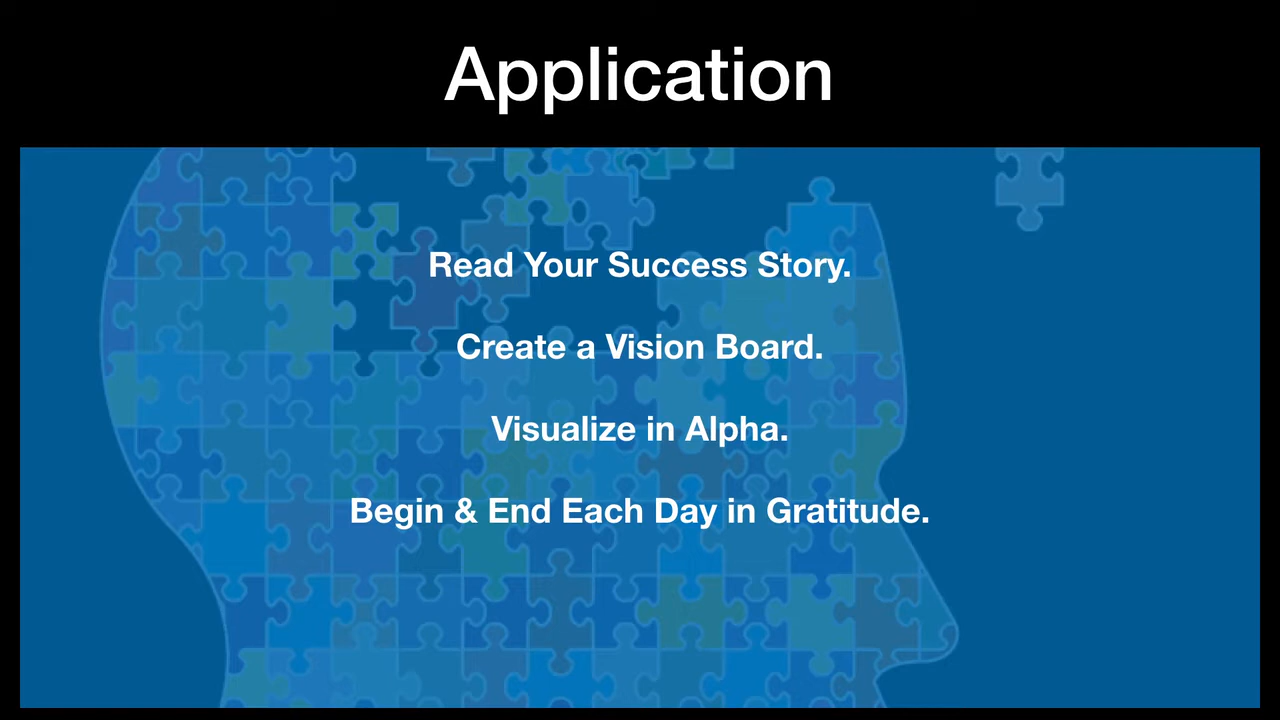 Application
Read Your Success Story.
Create a Vision Board.
Visualize in Alpha.
Begin & End Each Day in Gratitude.